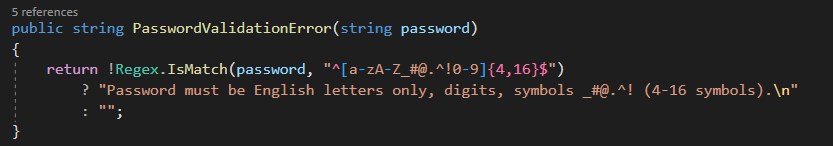 5 references
public string PasswordValidationError(string password)
{
return !Regex.IsMatch(password, "^[a-zA-Z_#@.^!0-9]{4,16}$")
? "Password must be English letters only, digits, symbols _#@.^! (4-16 symbols).\n"
: "";
}